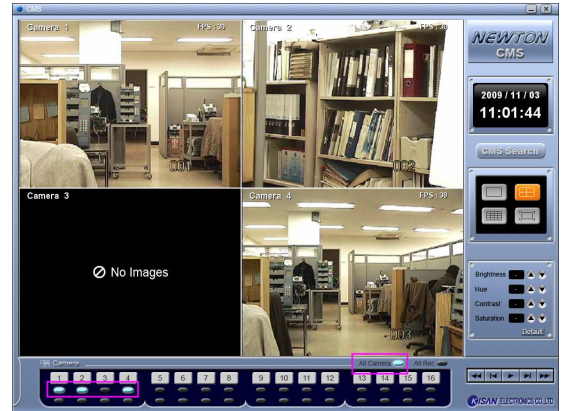 CMS
Camera 1
FPS : 30
001
Camera 2
FPS : 30
002
Camera 3
No Images
Camera 4
FPS : 30
003
NEWTON
CMS
2009 / 11 / 03
11:01:44
CMS Search
Brightness -
Hue -
Contrast -
Saturation -
Default
Camera
All Camera
All Rec
1 2 3 4 5 6 7 8 9 10 11 12 13 14 15 16
KISAN ELECTRONICS CO.,LTD